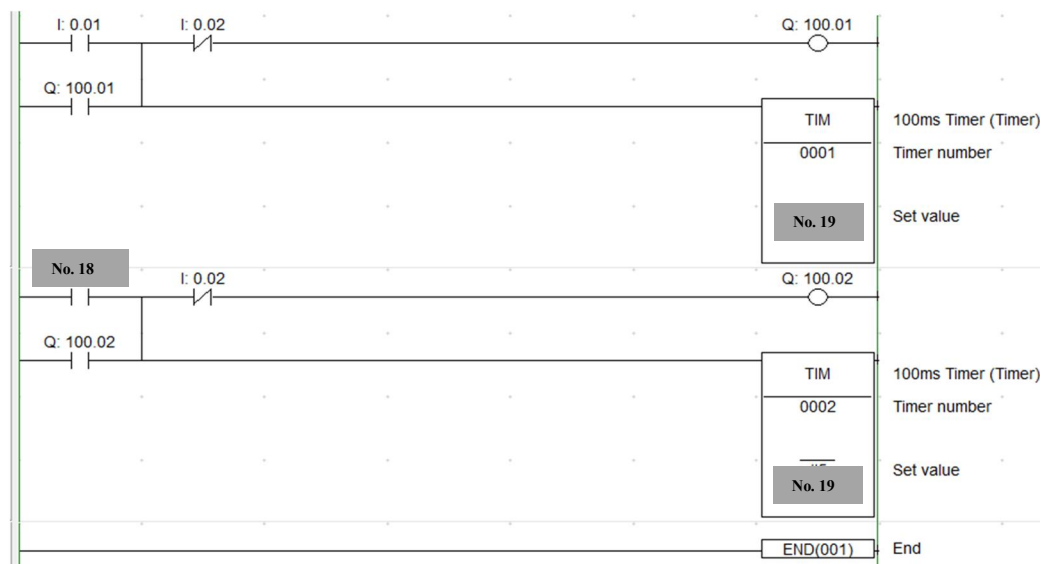 I: 0.01
I: 0.02
Q: 100.01
Q: 100.01
TIM
100ms Timer (Timer)
0001
Timer number
No. 19
Set value
No. 18
I: 0.02
Q: 100.02
Q: 100.02
TIM
100ms Timer (Timer)
0002
Timer number
No. 19
Set value
END(001)
End